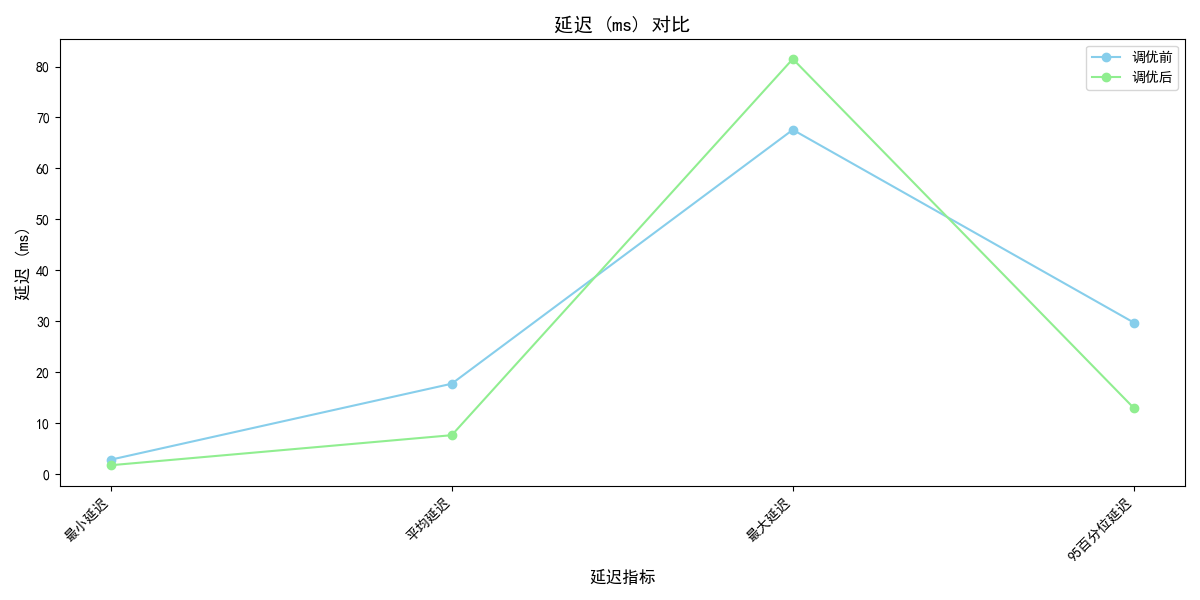 延迟 (ms) 对比
调优前
调优后
延迟 (ms)
80
70
60
50
40
30
20
10
0
最小延迟
平均延迟
最大延迟
95百分位延迟
延迟指标